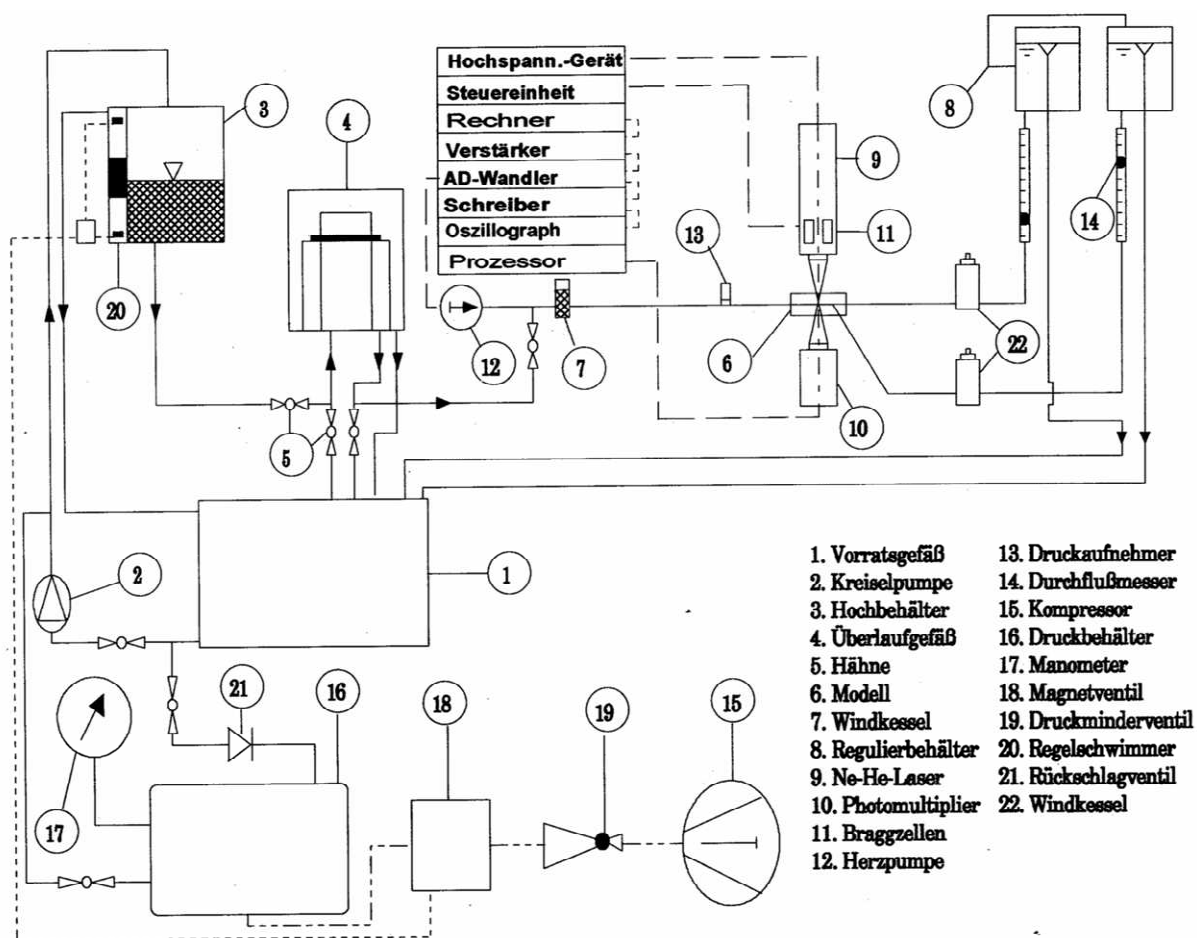 Hochspann.-Gerät
Steuereinheit
Rechner
Verstärker
AD-Wandler
Schreiber
Oszillograph
Prozessor
3
4
8
9
11
13
14
20
12
7
6
22
10
5
2
1
21
16
18
19
15
17
1. Vorratsgefäß
2. Kreiselpumpe
3. Hochbehälter
4. Überlaufgefäß
5. Hähne
6. Modell
7. Windkessel
8. Regulierbehälter
9. Ne-He-Laser
10. Photomultiplier
11. Braggzellen
12. Herzpumpe
13. Druckaufnehmer
14. Durchflußmesser
15. Kompressor
16. Druckbehälter
17. Manometer
18. Magnetventil
19. Druckminderventil
20. Regelschwimmer
21. Rückschlagventil
22. Windkessel